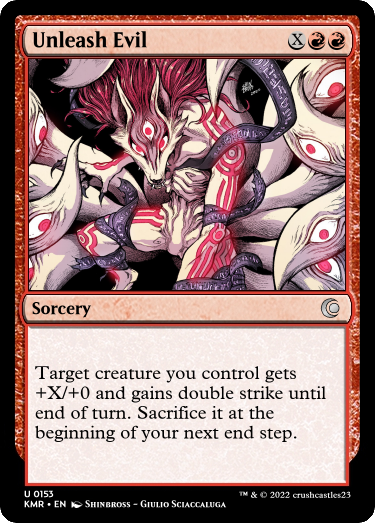 Unleash Evil X
Sorcery
Target creature you control gets
+X/+0 and gains double strike until
end of turn. Sacrifice it at the
beginning of your next end step.
U 0153
KMR • EN Shinbross – Giulio Sciaccaluga
™ & © 2022 crushcastles23